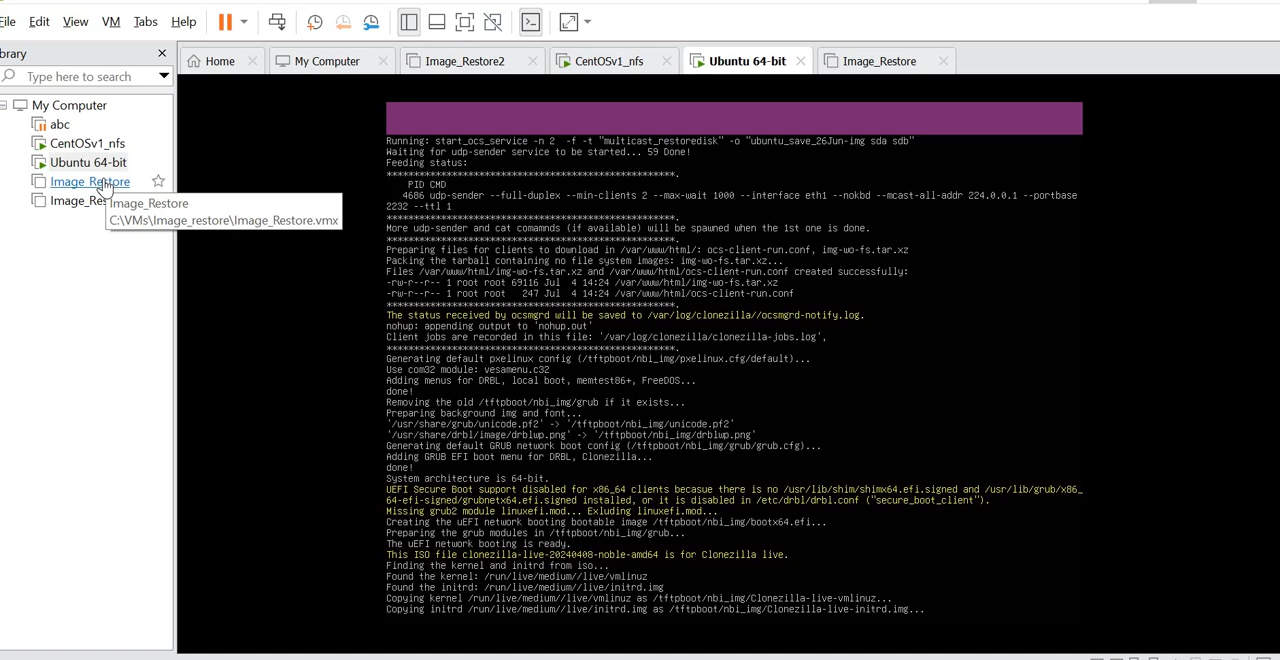 File Edit View VM Tabs Help
brary
Type here to search
Home
My Computer
Image_Restore2
CentOSv1_nfs
Ubuntu 64-bit
Image_Restore
My Computer
abc
CentOSv1_nfs
Ubuntu 64-bit
Image_Restore
Image_Res
Image_Restore
C:\VMs\Image_restore\Image_Restore.vmx
Running: start_ocs_service -n 2  -f -t "multicast_restoredisk" -o "ubuntu_save_26Jun-img sda sdb"
Waiting for udp-sender service to be started... 59 Done!
Feeding status:
*****************************************************.
PID CMD
4686 udp-sender --full-duplex --min-clients 2 --max-wait 1000 --interface eth1 --nokbd --mcast-all-addr 224.0.0.1 --portbase
2232 --ttl 1
*****************************************************.
More udp-sender and cat comamnds (if available) will be spawned when the 1st one is done.
*****************************************************.
Preparing files for clients to download in /var/www/html/: ocs-client-run.conf, img-wo-fs.tar.xz
Packing the tarball containing no file system images: img-wo-fs.tar.xz...
Files /var/www/html/img-wo-fs.tar.xz and /var/www/html/ocs-client-run.conf created successfully:
-rw-r--r-- 1 root root 69116 Jul  4 14:24 /var/www/html/img-wo-fs.tar.xz
-rw-r--r-- 1 root root   247 Jul  4 14:24 /var/www/html/ocs-client-run.conf
*****************************************************.
The status received by ocsmgrd will be saved to /var/log/clonezilla//ocsmgrd-notify.log.
nohup: appending output to 'nohup.out'
Client jobs are recorded in this file: '/var/log/clonezilla/clonezilla-jobs.log',
*****************************************************.
Generating default pxelinux config (/tftpboot/nbi_img/pxelinux.cfg/default)...
Use com32 module: vesamenu.c32
Adding menus for DRBL, local boot, memtest86+, FreeDOS...
done!
Removing the old /tftpboot/nbi_img/grub if it exists...
Preparing background img and font...
'/usr/share/grub/unicode.pf2' -> '/tftpboot/nbi_img/unicode.pf2'
'/usr/share/drbl/image/drblwp.png' -> '/tftpboot/nbi_img/drblwp.png'
Generating default GRUB network boot config (/tftpboot/nbi_img/grub/grub.cfg)...
Adding GRUB EFI boot menu for DRBL, Clonezilla...
done!
System architecture is 64-bit.
UEFI Secure Boot support disabled for x86_64 clients becasue there is no /usr/lib/shim/shimx64.efi.signed and /usr/lib/grub/x86_
64-efi-signed/grubnetx64.efi.signed installed, or it is disabled in /etc/drbl/drbl.conf ("secure_boot_client").
Missing grub2 module linuxefi.mod... Exluding linuxefi.mod...
Creating the uEFI network booting bootable image /tftpboot/nbi_img/bootx64.efi...
Preparing the grub modules in /tftpboot/nbi_img/grub...
The uEFI network booting is ready.
This ISO file clonezilla-live-20240408-noble-amd64 is for Clonezilla live.
Finding the kernel and initrd from iso...
Found the kernel: /run/live/medium//live/vmlinuz
Found the initrd: /run/live/medium//live/initrd.img
Copying kernel /run/live/medium//live/vmlinuz as /tftpboot/nbi_img/Clonezilla-live-vmlinuz...
Copying initrd /run/live/medium//live/initrd.img as /tftpboot/nbi_img/Clonezilla-live-initrd.img...